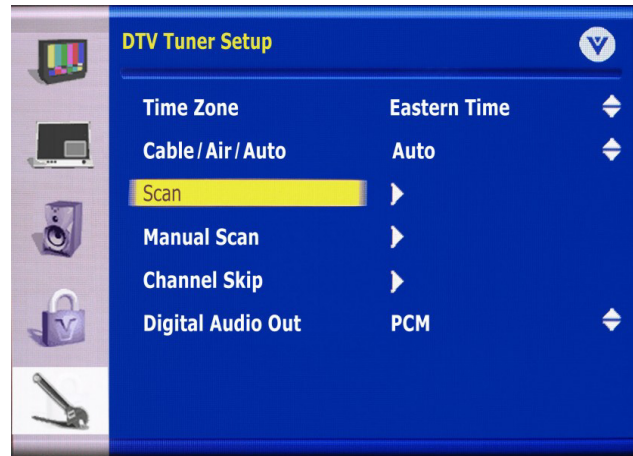 DTV Tuner Setup
Time Zone Eastern Time
Cable/Air/Auto Auto
Scan
Manual Scan
Channel Skip
Digital Audio Out PCM